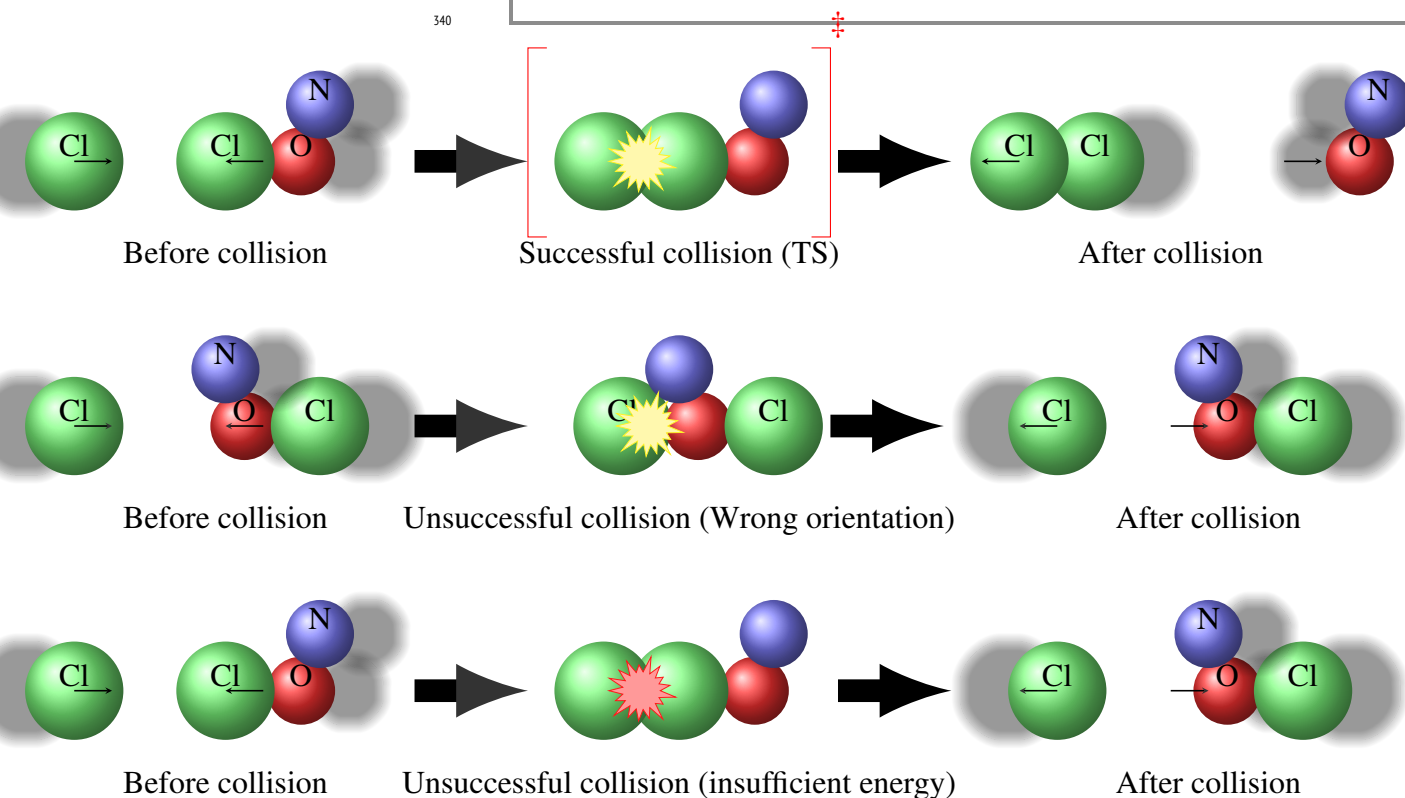 340
‡
N
N
Cl
Cl
O
Cl
Cl
O
Before collision
Successful collision (TS)
After collision
N
N
Cl
O
Cl
Cl
Cl
Cl
O
Cl
Before collision
Unsuccessful collision (Wrong orientation)
After collision
N
N
Cl
Cl
O
Cl
O
Cl
Before collision
Unsuccessful collision (insufficient energy)
After collision